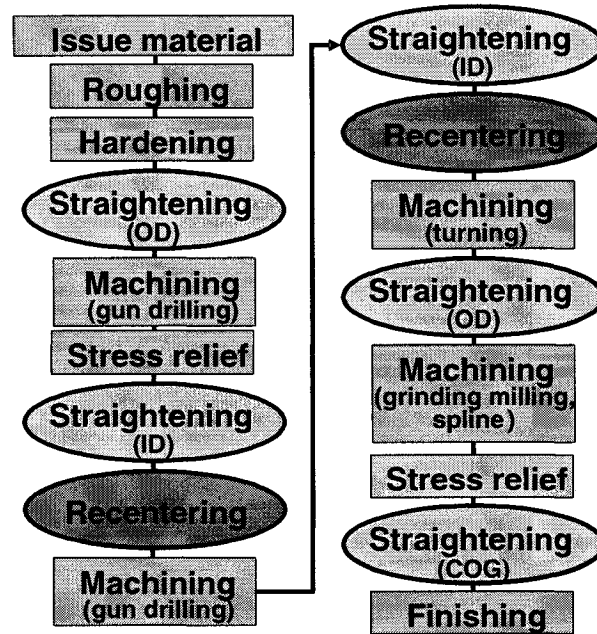 Issue material
Roughing
Hardening
Straightening
(OD)
Machining
(gun drilling)
Stress relief
Straightening
(ID)
Recentering
Machining
(gun drilling)
Straightening
(ID)
Recentering
Machining
(turning)
Straightening
(OD)
Machining
(grinding milling,
spline)
Stress relief
Straightening
(COG)
Finishing